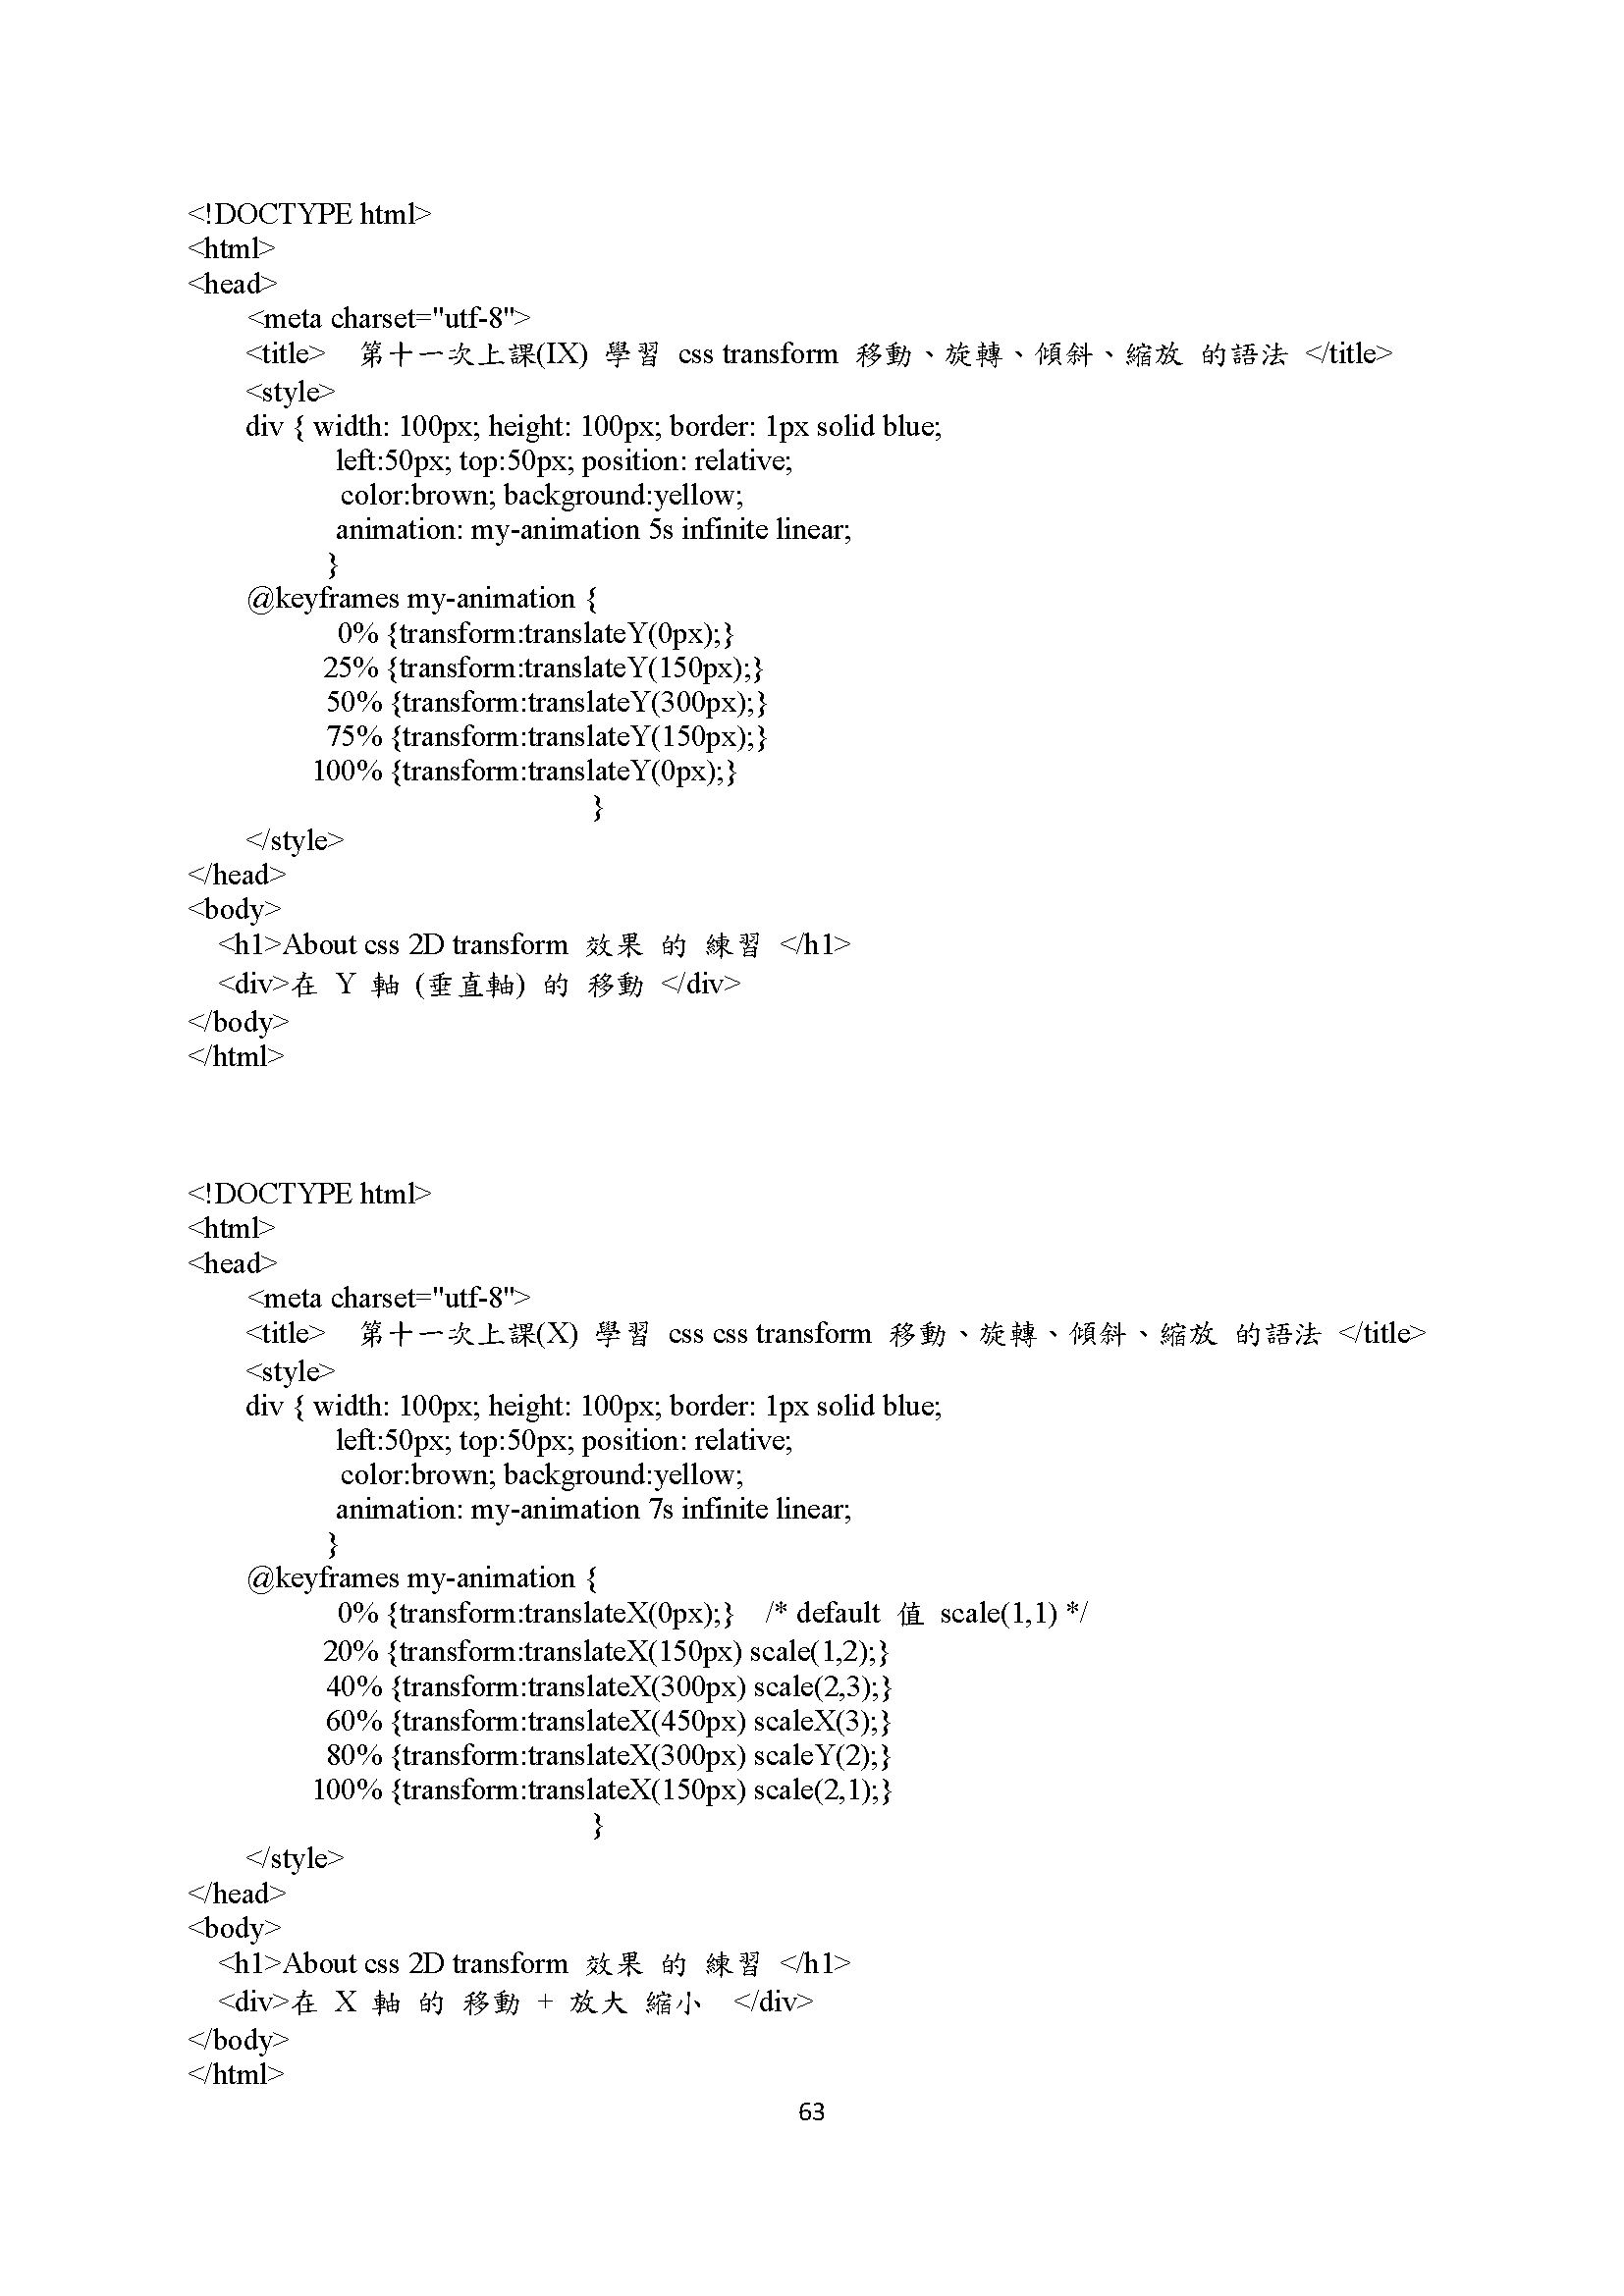 <!DOCTYPE html>
<html>
<head>
<meta charset="utf-8">
<title> 第十一次上課(IX) 學習 css transform 移動、旋轉、傾斜、縮放 的語法 </title>
<style>
div { width: 100px; height: 100px; border: 1px solid blue;
left:50px; top:50px; position: relative;
color:brown; background:yellow;
animation: my-animation 5s infinite linear;
}
@keyframes my-animation {
0% {transform:translateY(0px);}
25% {transform:translateY(150px);}
50% {transform:translateY(300px);}
75% {transform:translateY(150px);}
100% {transform:translateY(0px);}
}
</style>
</head>
<body>
<h1>About css 2D transform 效果 的 練習 </h1>
<div>在 Y 軸 (垂直軸) 的 移動 </div>
</body>
</html>
<!DOCTYPE html>
<html>
<head>
<meta charset="utf-8">
<title> 第十一次上課(X) 學習 css css transform 移動、旋轉、傾斜、縮放 的語法 </title>
<style>
div { width: 100px; height: 100px; border: 1px solid blue;
left:50px; top:50px; position: relative;
color:brown; background:yellow;
animation: my-animation 7s infinite linear;
}
@keyframes my-animation {
0% {transform:translateX(0px);} /* default 值 scale(1,1) */
20% {transform:translateX(150px) scale(1,2);}
40% {transform:translateX(300px) scale(2,3);}
60% {transform:translateX(450px) scaleX(3);}
80% {transform:translateX(300px) scaleY(2);}
100% {transform:translateX(150px) scale(2,1);}
}
</style>
</head>
<body>
<h1>About css 2D transform 效果 的 練習 </h1>
<div>在 X 軸 的 移動 + 放大 縮小 </div>
</body>
</html>
63